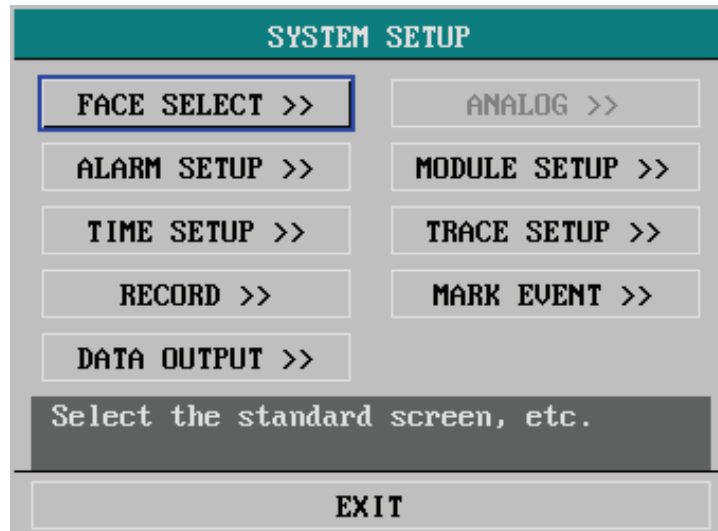 SYSTEM SETUP
FACE SELECT >> ANALOG >>
ALARM SETUP >> MODULE SETUP >>
TIME SETUP >> TRACE SETUP >>
RECORD >> MARK EVENT >>
DATA OUTPUT >>
Select the standard screen, etc.
EXIT